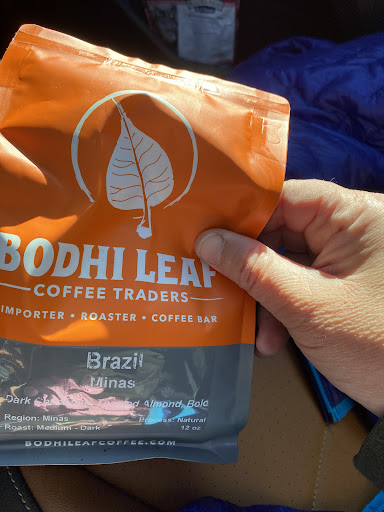 BODHI LEAF
COFFEE TRADERS
IMPORTER • ROASTER • COFFEE BAR
Brazil
Minas
Dark Almond, Bold
Region: Minas Process: Natural
Roast: Medium - Dark 12 oz
BODHILEAFCOFFEE.COM